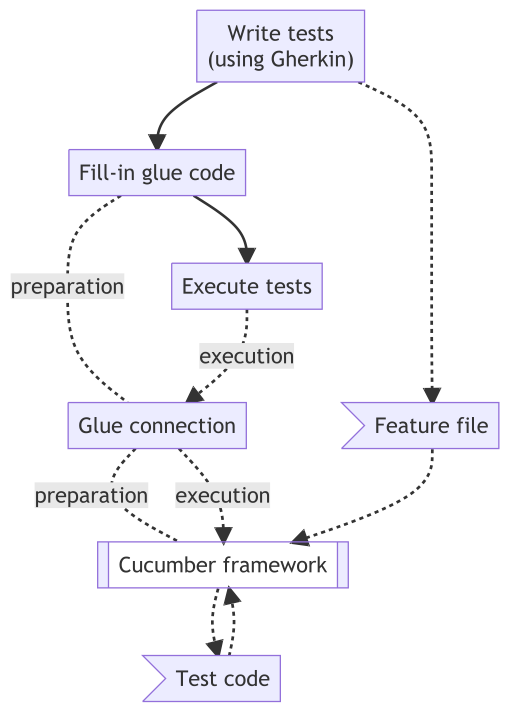 Write tests
(using Gherkin)
Fill-in glue code
preparation
Execute tests
execution
Glue connection
Feature file
preparation
execution
Cucumber framework
Test code